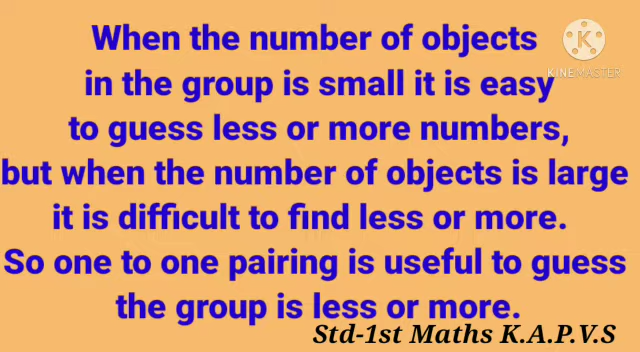 When the number of objects
in the group is small it is easy
to guess less or more numbers,
but when the number of objects is large
it is difficult to find less or more.
So one to one pairing is useful to guess
the group is less or more.
Std-1st Maths K.A.P.V.S
K
KINEMASTER